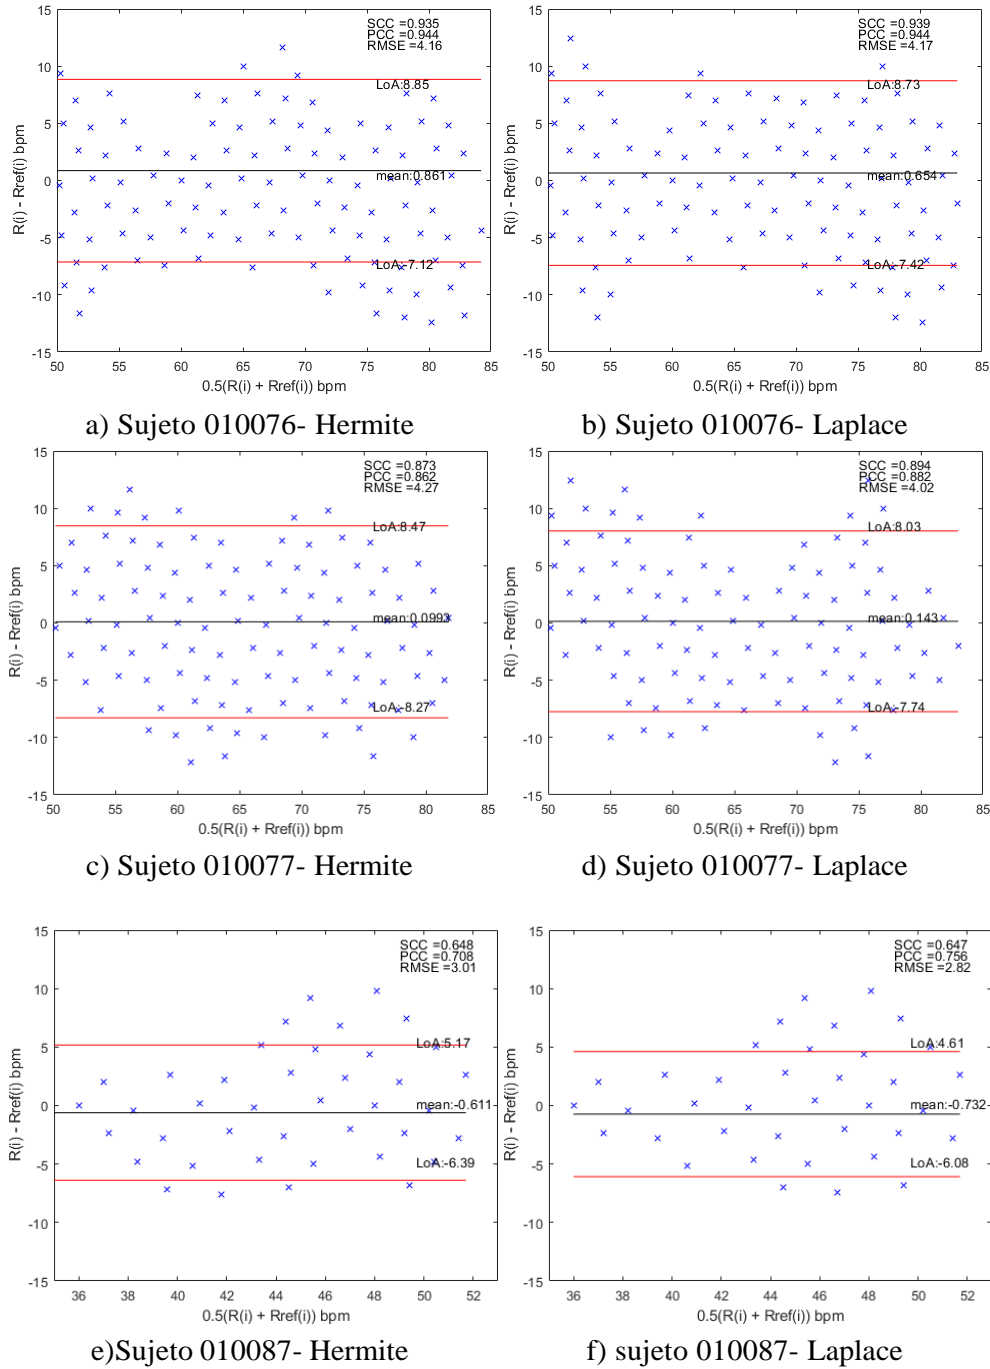 SCC =0.935
PCC =0.944
RMSE =4.16
15
10
5
0
-5
-10
-15
R(i) - Rref(i) bpm
LoA:8.85
mean:0.861
LoA:-7.12
50 55 60 65 70 75 80 85
0.5(R(i) + Rref(i)) bpm
a) Sujeto 010076- Hermite
SCC =0.939
PCC =0.944
RMSE =4.17
15
10
5
0
-5
-10
-15
R(i) - Rref(i) bpm
LoA:8.73
mean:0.654
LoA:-7.42
50 55 60 65 70 75 80 85
0.5(R(i) + Rref(i)) bpm
b) Sujeto 010076- Laplace
SCC =0.873
PCC =0.862
RMSE =4.27
15
10
5
0
-5
-10
-15
R(i) - Rref(i) bpm
LoA:8.47
mean:0.0993
LoA:-8.27
50 55 60 65 70 75 80 85
0.5(R(i) + Rref(i)) bpm
c) Sujeto 010077- Hermite
SCC =0.894
PCC =0.882
RMSE =4.02
15
10
5
0
-5
-10
-15
R(i) - Rref(i) bpm
LoA:8.03
mean:0.143
LoA:-7.74
50 55 60 65 70 75 80 85
0.5(R(i) + Rref(i)) bpm
d) Sujeto 010077- Laplace
SCC =0.648
PCC =0.708
RMSE =3.01
15
10
5
0
-5
-10
-15
R(i) - Rref(i) bpm
LoA:5.17
mean:-0.611
LoA:-6.39
36 38 40 42 44 46 48 50 52
0.5(R(i) + Rref(i)) bpm
e)Sujeto 010087- Hermite
SCC =0.647
PCC =0.756
RMSE =2.82
15
10
5
0
-5
-10
-15
R(i) - Rref(i) bpm
LoA:4.61
mean:-0.732
LoA:-6.08
36 38 40 42 44 46 48 50 52
0.5(R(i) + Rref(i)) bpm
f) sujeto 010087- Laplace